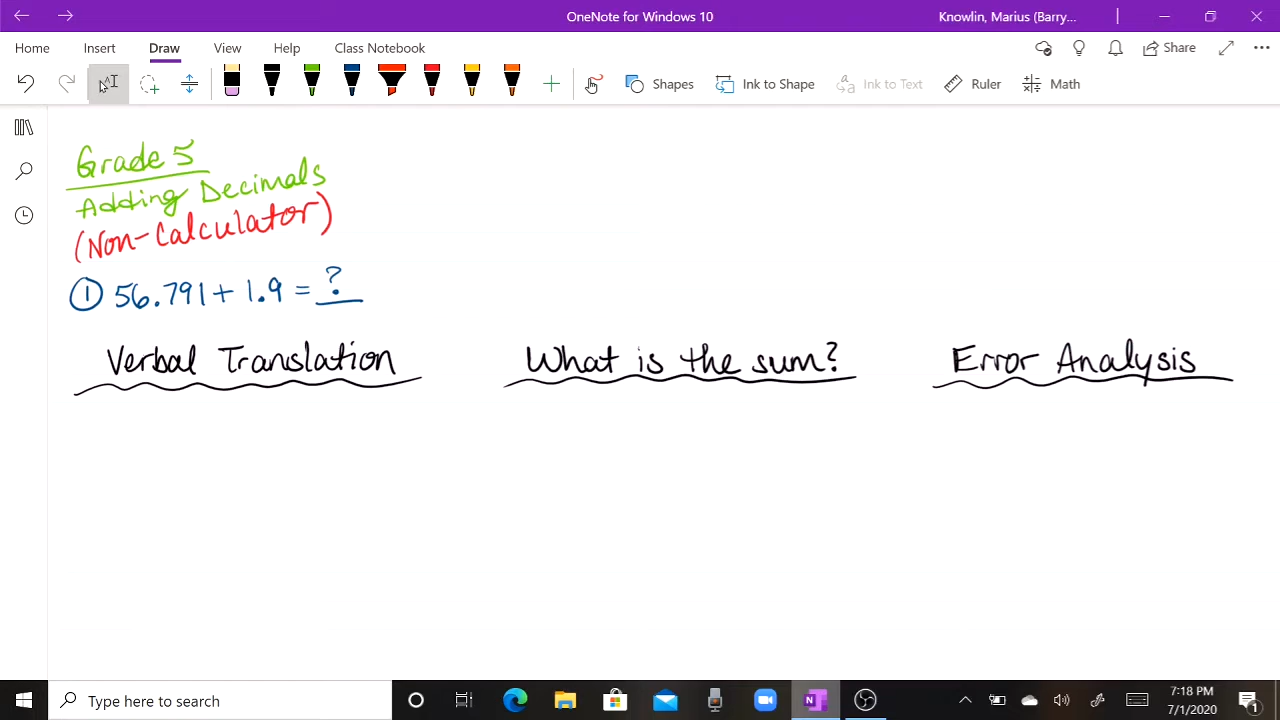 OneNote for Windows 10
Knowlin, Marius (Barry...
Home Insert Draw View Help Class Notebook
Share
Shapes Ink to Shape Ink to Text Ruler Math
Grade 5
Adding Decimals
(Non-Calculator)
① 56.791 + 1.9 = ?
Verbal Translation
What is the sum?
Error Analysis
Type here to search
7:18 PM
7/1/2020
1